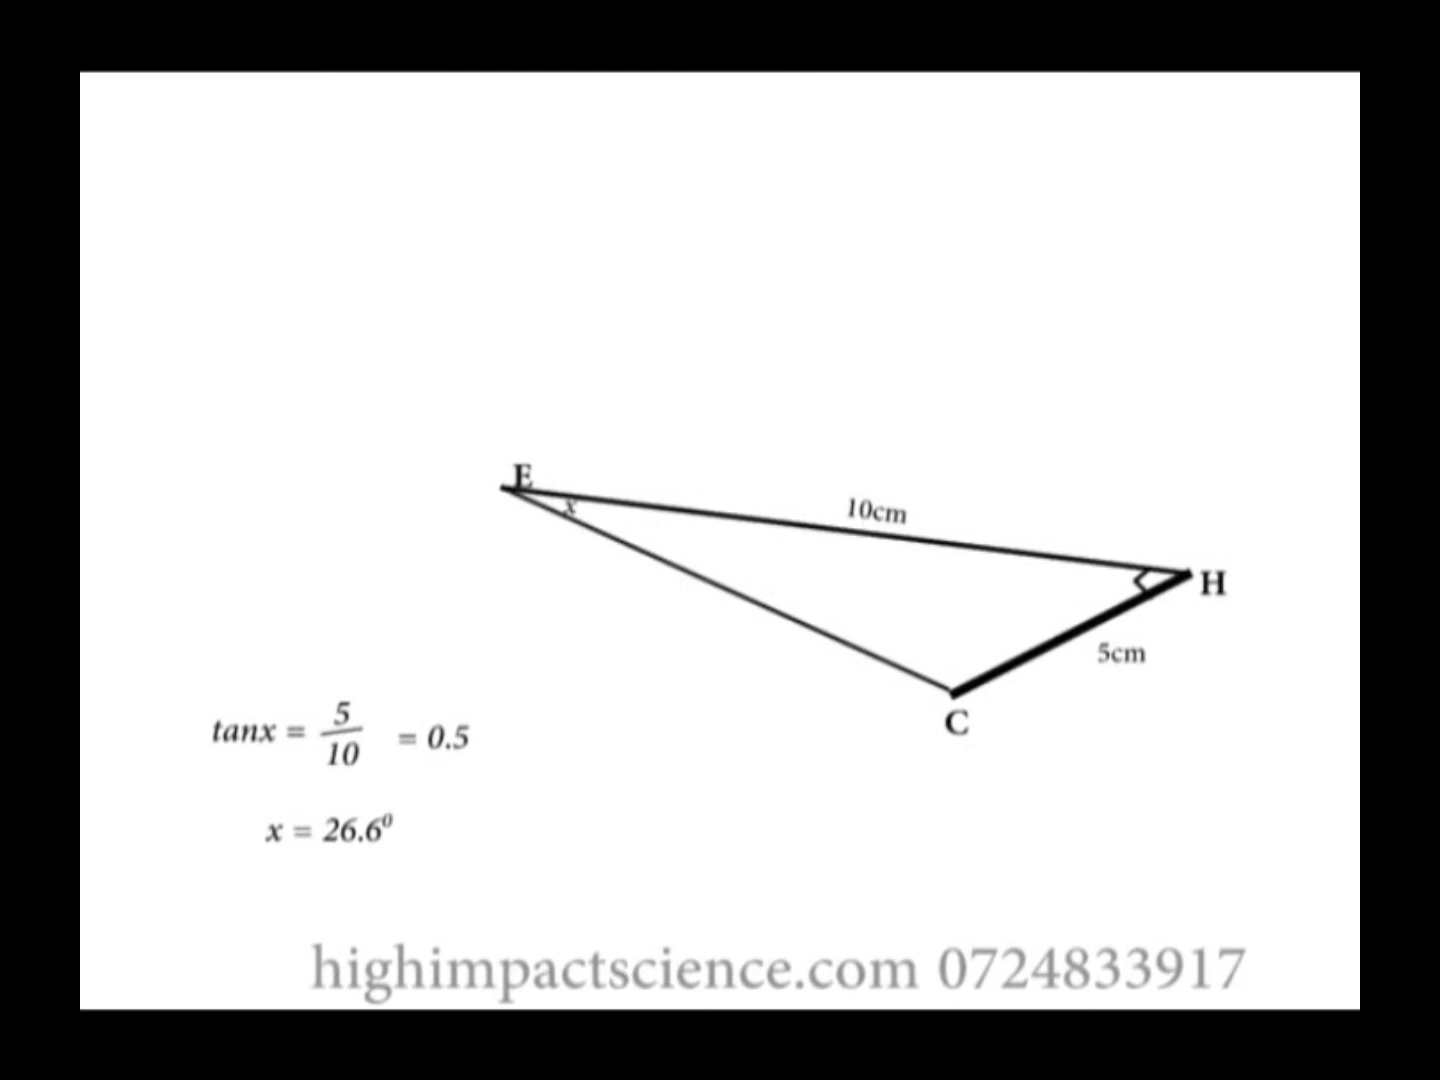 E
x
10cm
H
5cm
C
tanx = 5/10 = 0.5
x = 26.6⁰
highimpactscience.com 0724833917